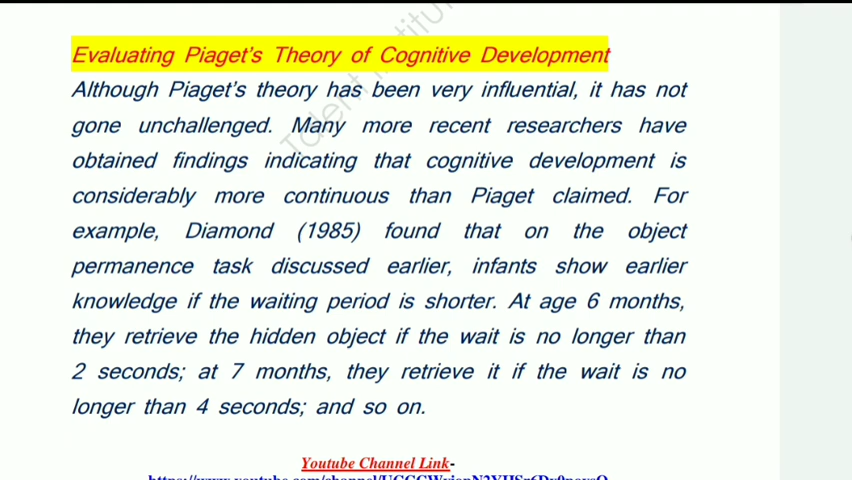 Evaluating Piaget's Theory of Cognitive Development
Although Piaget's theory has been very influential, it has not
gone unchallenged. Many more recent researchers have
obtained findings indicating that cognitive development is
considerably more continuous than Piaget claimed. For
example, Diamond (1985) found that on the object
permanence task discussed earlier, infants show earlier
knowledge if the waiting period is shorter. At age 6 months,
they retrieve the hidden object if the wait is no longer than
2 seconds; at 7 months, they retrieve it if the wait is no
longer than 4 seconds; and so on.
Youtube Channel Link-